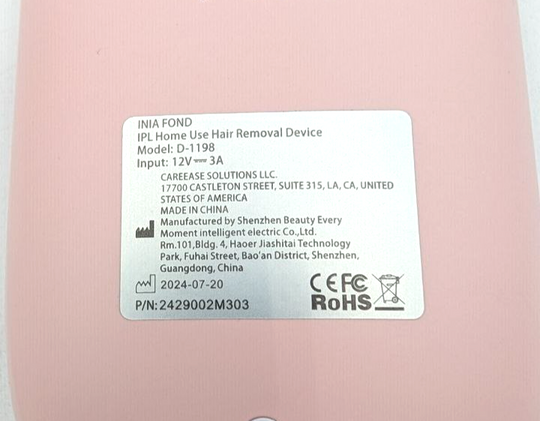 INIA FOND
IPL Home Use Hair Removal Device
Model: D-1198
Input: 12V⎓3A
CAREEASE SOLUTIONS LLC.
17700 CASTLETON STREET, SUITE 315, LA, CA, UNITED
STATES OF AMERICA
MADE IN CHINA
Manufactured by Shenzhen Beauty Every
Moment intelligent electric Co.,Ltd.
Rm.101,Bldg. 4, Haoer Jiashitai Technology
Park, Fuhai Street, Bao'an District, Shenzhen,
Guangdong, China
2024-07-20
CE FC
RoHS
P/N:2429002M303